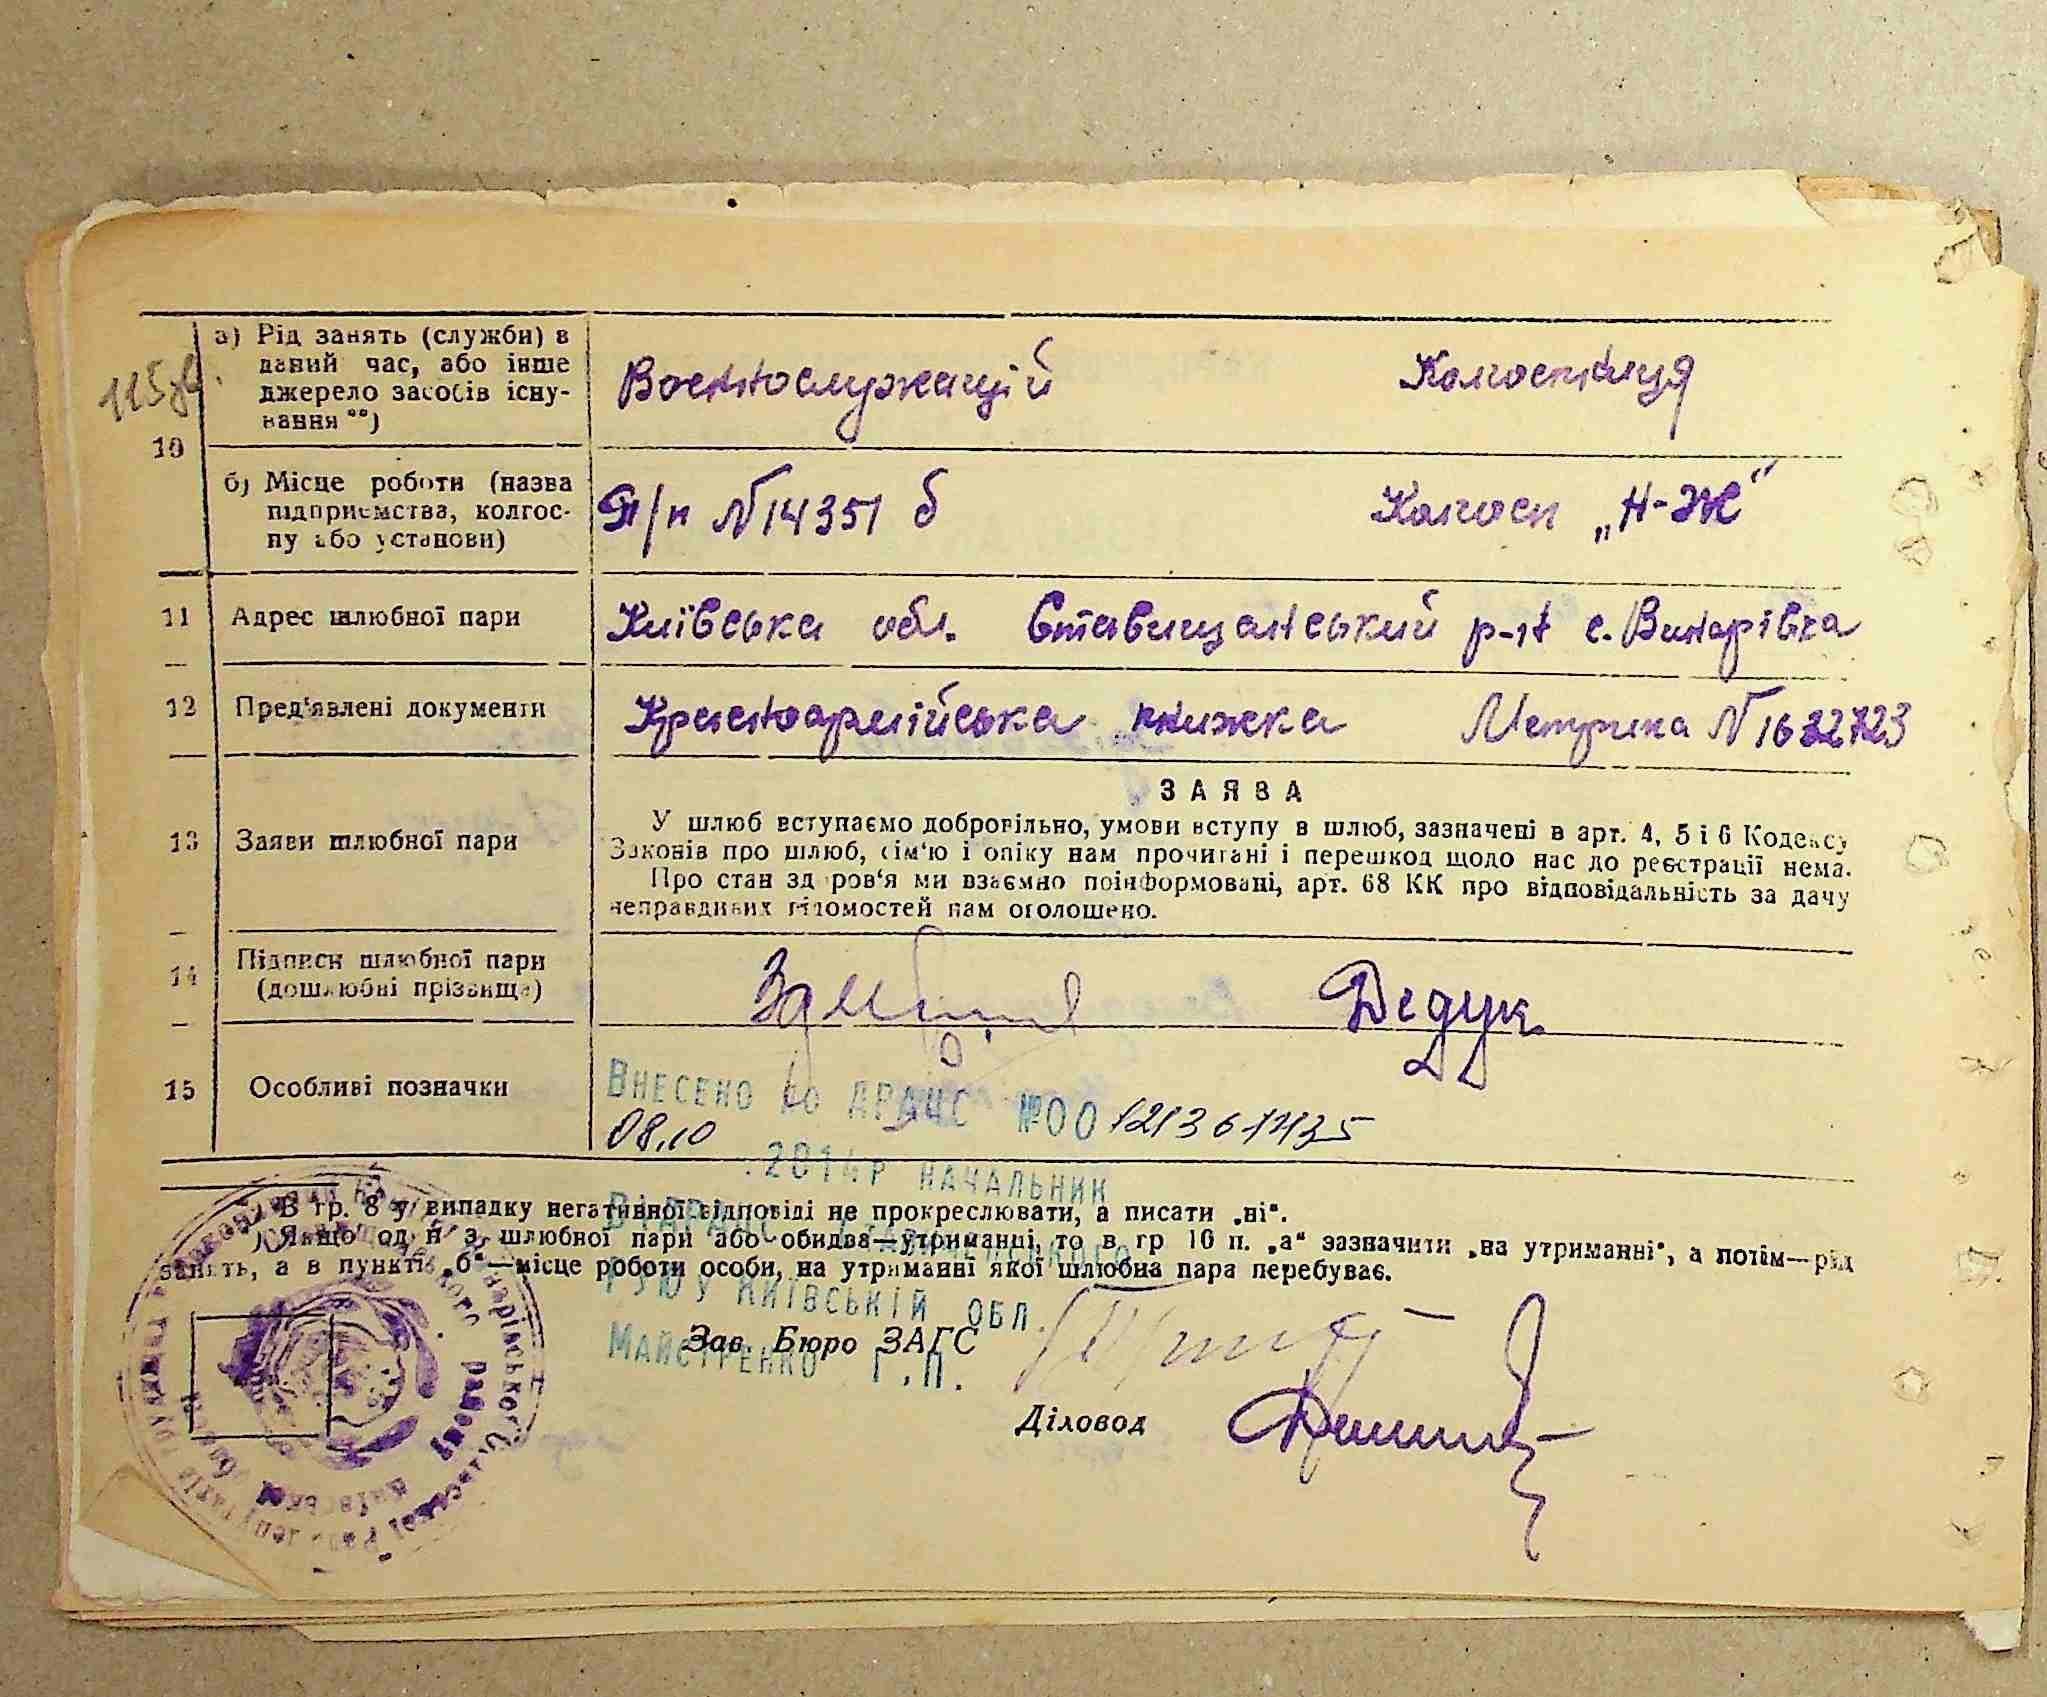 115зв.
10
а) Рід занять (служби) в
даний час, або інше
джерело засобів існу-
вання **)
Военнослужащій
Колгоспниця
б) Місце роботи (назва
підприємства, колгос-
пу або установи)
П/п №14351 б
Колгосп „Н-Ж"
11
Адрес шлюбної пари
Київська обл. Ставищанський р-н с. Винарівка
12
Пред'явлені документи
Красноармійська книжка
Метрика №1632723
13
Заяви шлюбної пари
ЗАЯВА
У шлюб вступаємо добровільно, умови вступу в шлюб, зазначені в арт. 4, 5 і 6 Кодексу
Законів про шлюб, сім'ю і опіку нам прочитані і перешкод щодо нас до реєстрації нема.
Про стан здоров'я ми взаємно поінформовані, арт. 68 КК про відповідальність за дачу
неправдивих відомостей нам оголошено.
14
Підписи шлюбної пари
(дошлюбні прізвища)
Дедук
15
Особливі позначки
Внесено до ДРАЦС №00121361435
08.10
2014р начальник
ВДРАЦС Ставищенського
РУЮ у Київській обл.
Майстренко Г.П.
*) В гр. 8 у випадку негативної відповіді не прокреслювати, а писати „ні".
**) Якщо один з шлюбної пари або обидва—утриманці, то в гр 10 п. „а" зазначити „на утриманні", а потім—рід
занять, а в пункті „б"—місце роботи особи, на утриманні якої шлюбна пара перебуває.
Зав. Бюро ЗАГС
Діловод